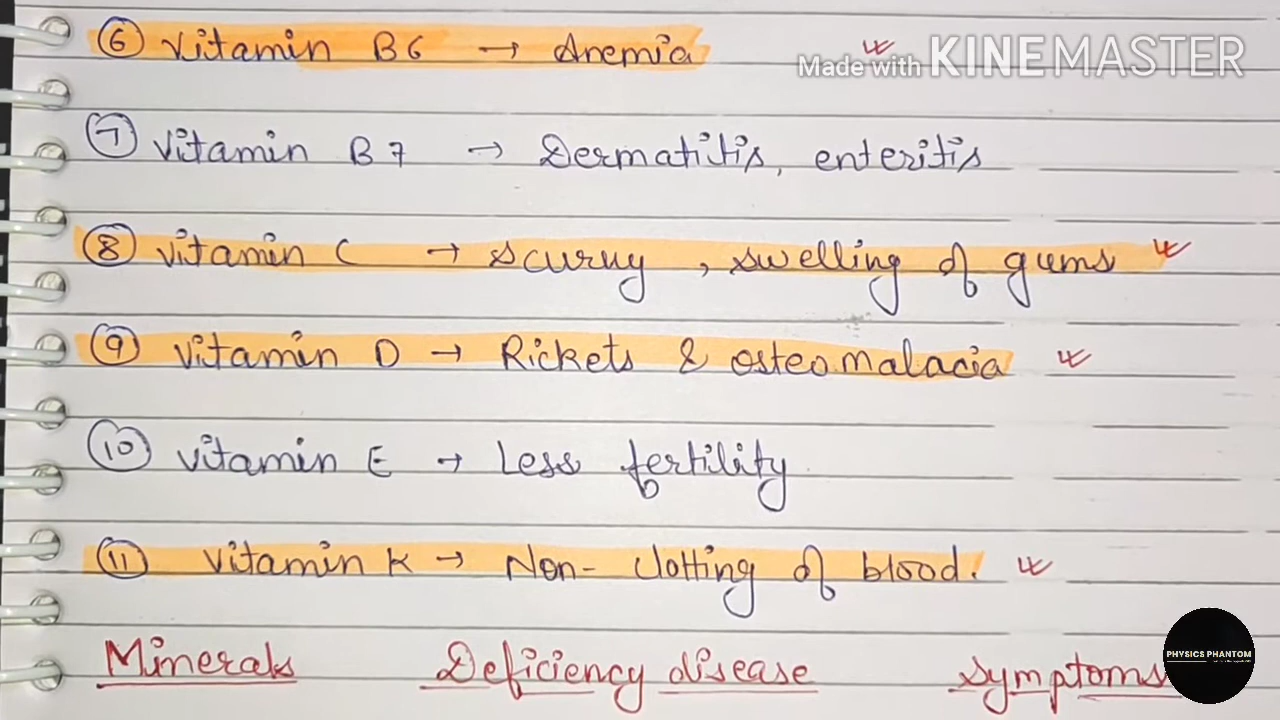 6 Vitamin B6 → Anemia
Made with KINEMASTER
7 Vitamin B7 → Dermatitis, enteritis
8 Vitamin C → Scurvy, swelling of gums
9 Vitamin D → Rickets & osteomalacia
10 Vitamin E → Less fertility
11 Vitamin K → Non-Clotting of blood.
Minerals Deficiency disease Symptoms
PHYSICS PHANTOM